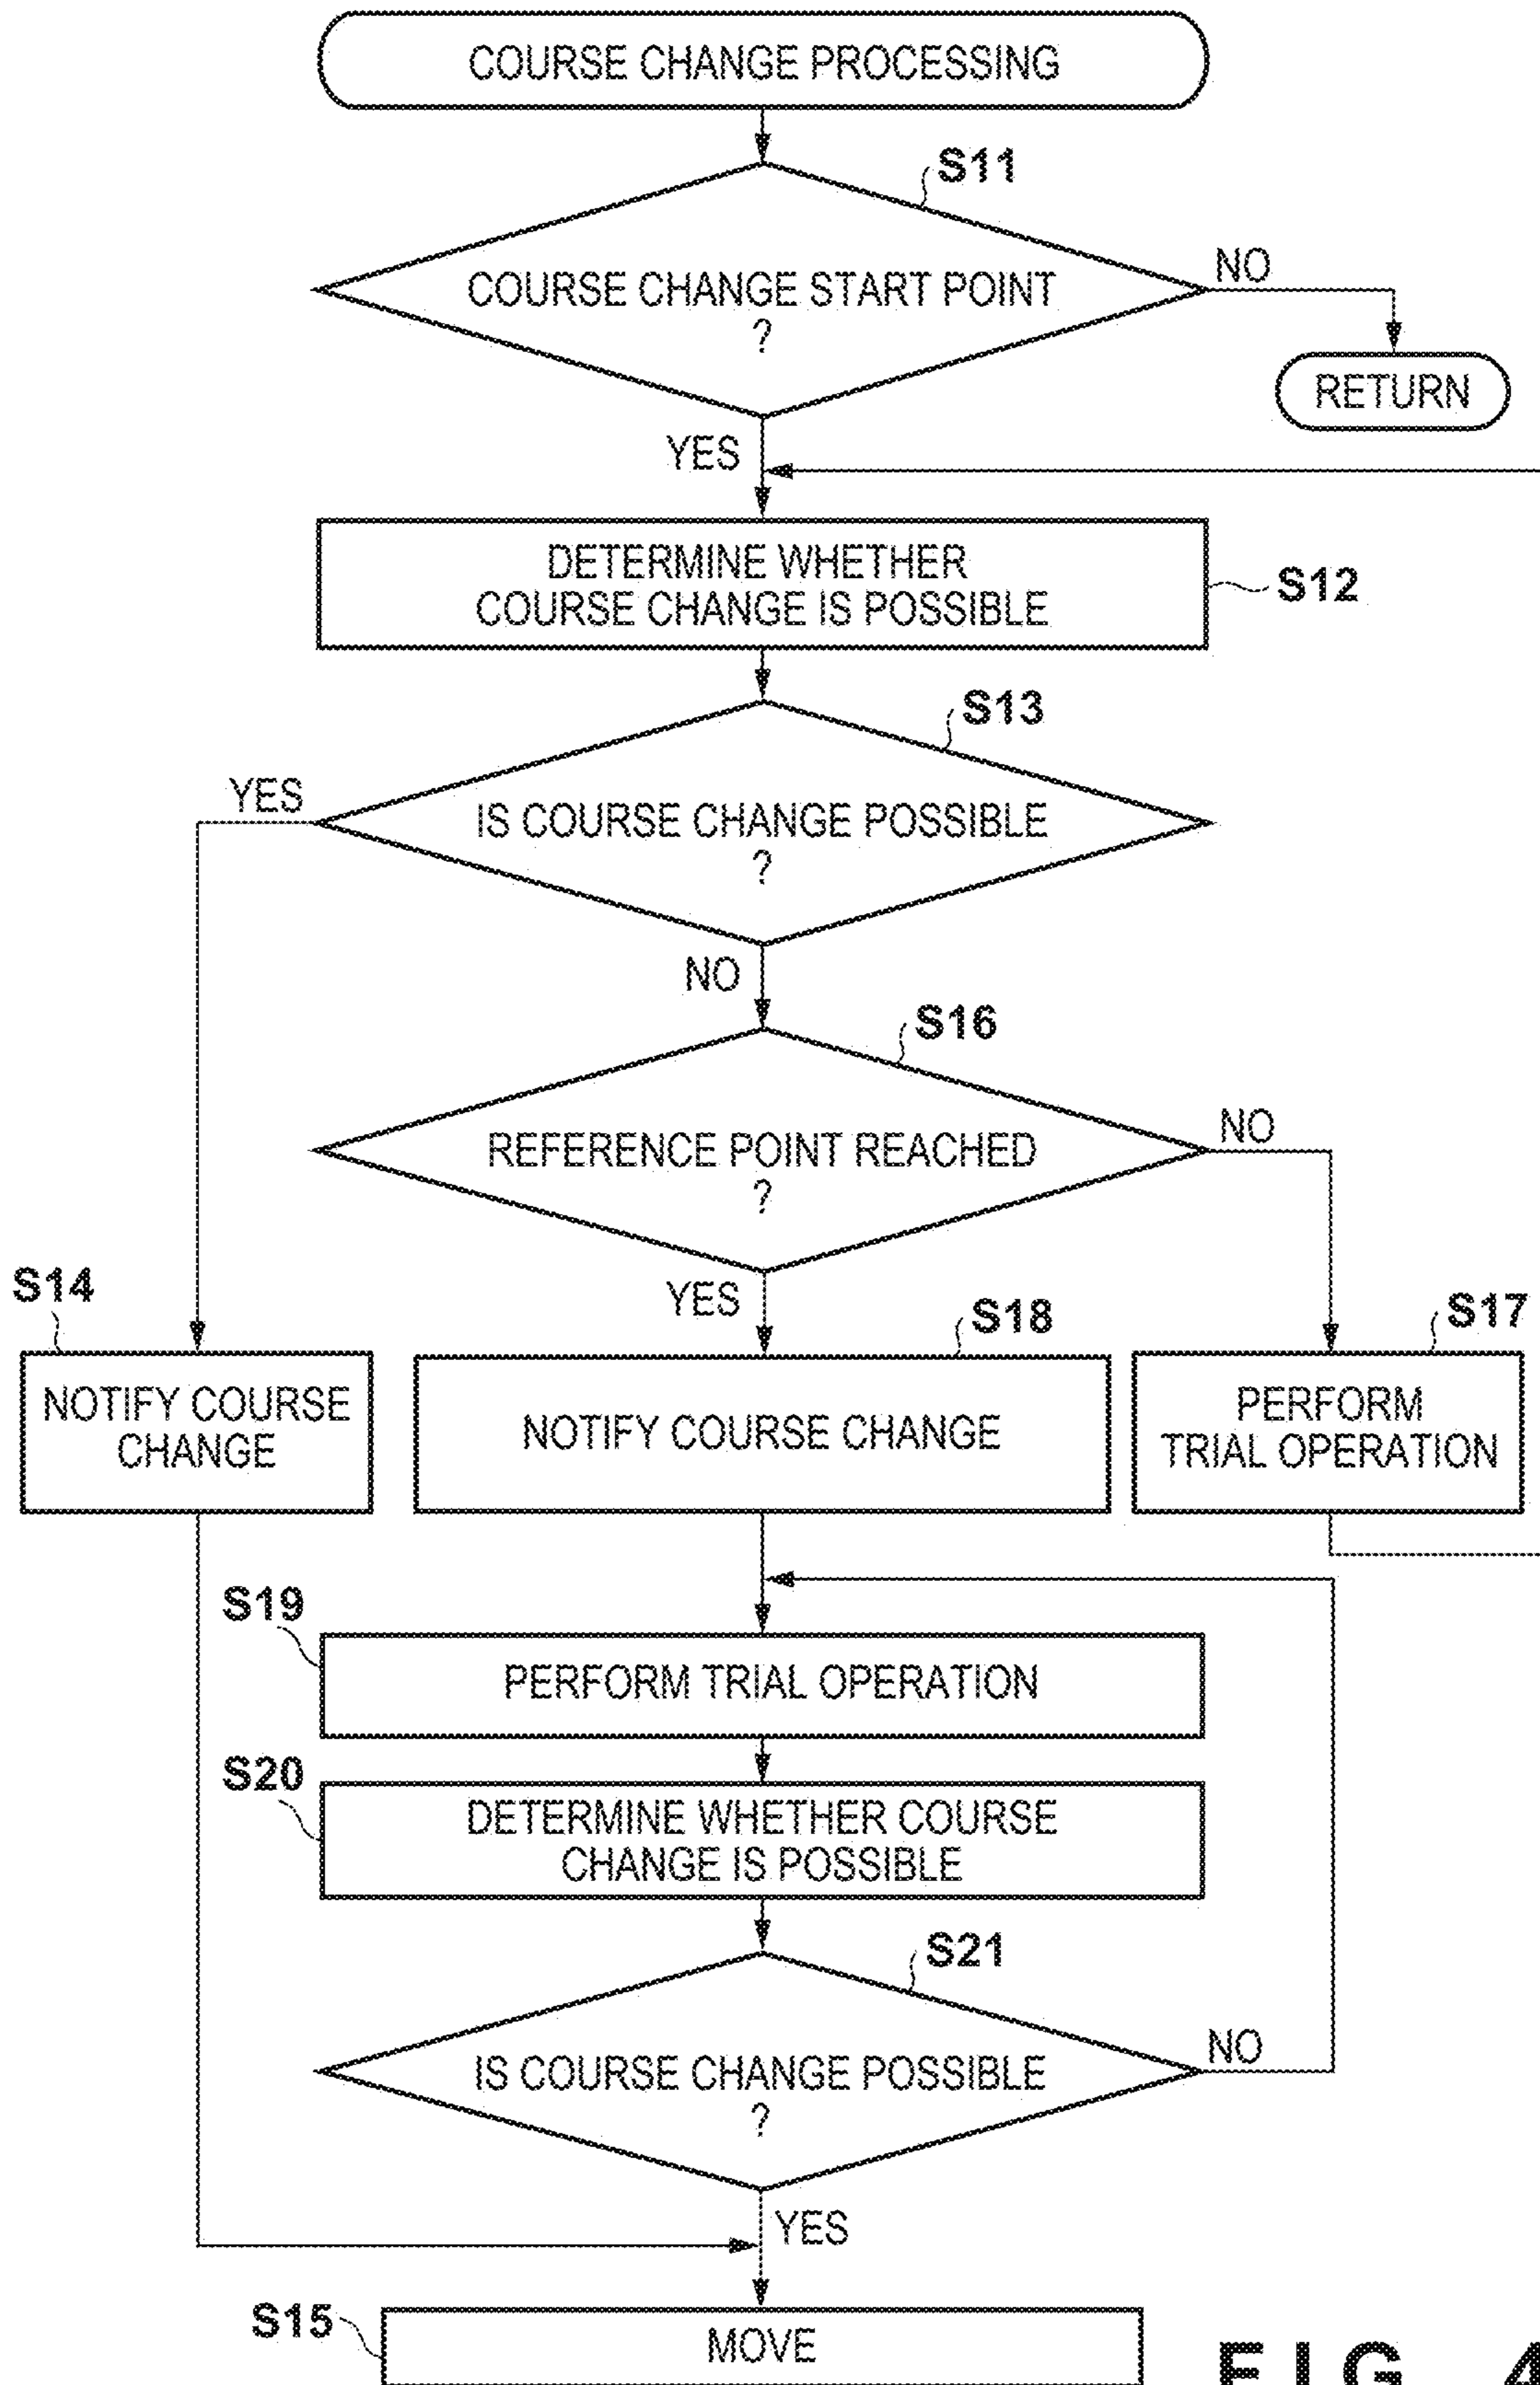 COURSE CHANGE PROCESSING
S11
COURSE CHANGE START POINT
?
NO
RETURN
YES
DETERMINE WHETHER
COURSE CHANGE IS POSSIBLE
S12
S13
YES
IS COURSE CHANGE POSSIBLE
?
NO
S16
REFERENCE POINT REACHED
?
NO
YES
S14
NOTIFY COURSE
CHANGE
S18
NOTIFY COURSE CHANGE
S17
PERFORM
TRIAL OPERATION
S19
PERFORM TRIAL OPERATION
S20
DETERMINE WHETHER COURSE
CHANGE IS POSSIBLE
S21
IS COURSE CHANGE POSSIBLE
?
NO
YES
S15
MOVE
FIG. 4